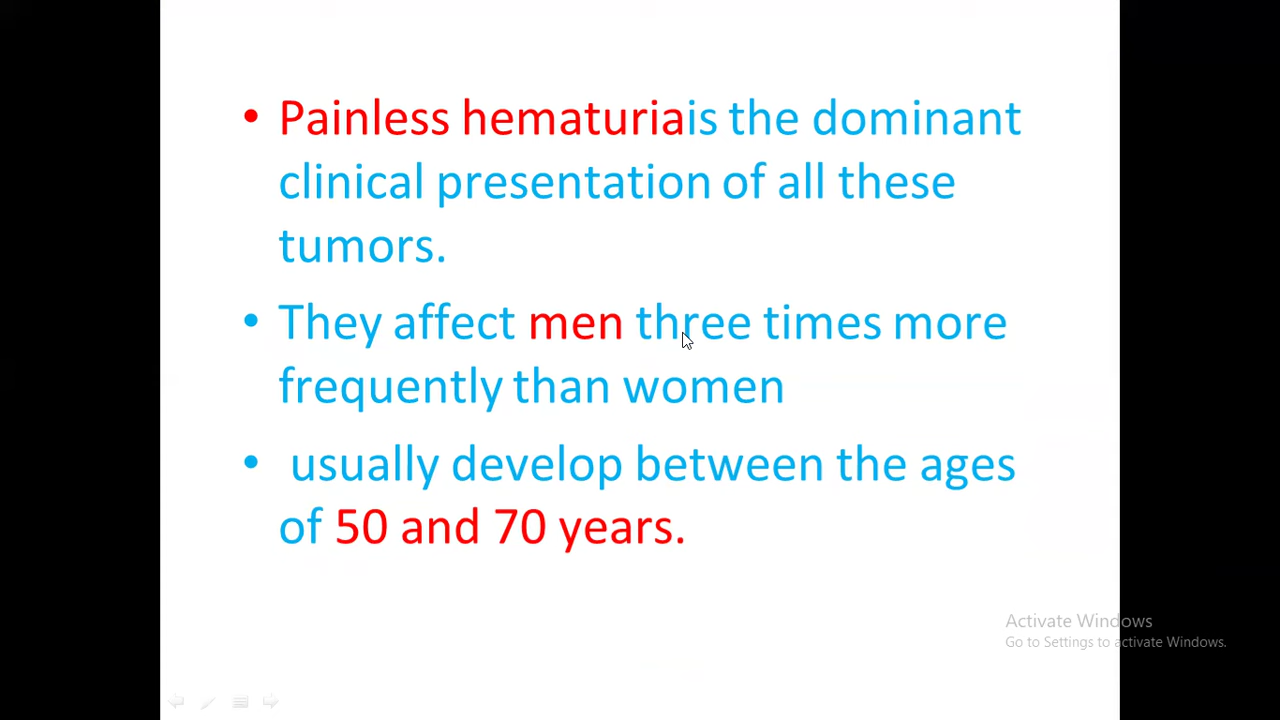 • Painless hematuriais the dominant
clinical presentation of all these
tumors.
• They affect men three times more
frequently than women
• usually develop between the ages
of 50 and 70 years.
Activate Windows
Go to Settings to activate Windows.